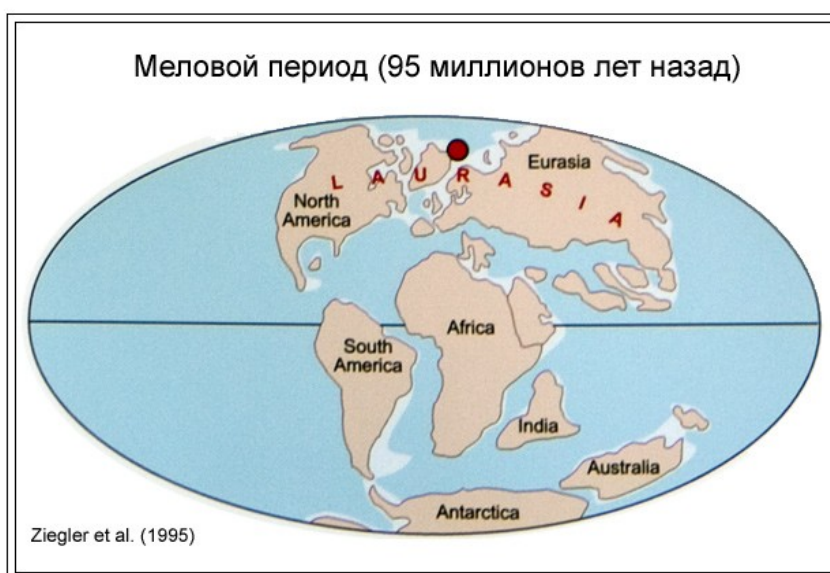 Меловой период (95 миллионов лет назад)
Eurasia
L A U R A S I A
North
America
Africa
South
America
India
Australia
Antarctica
Ziegler et al. (1995)